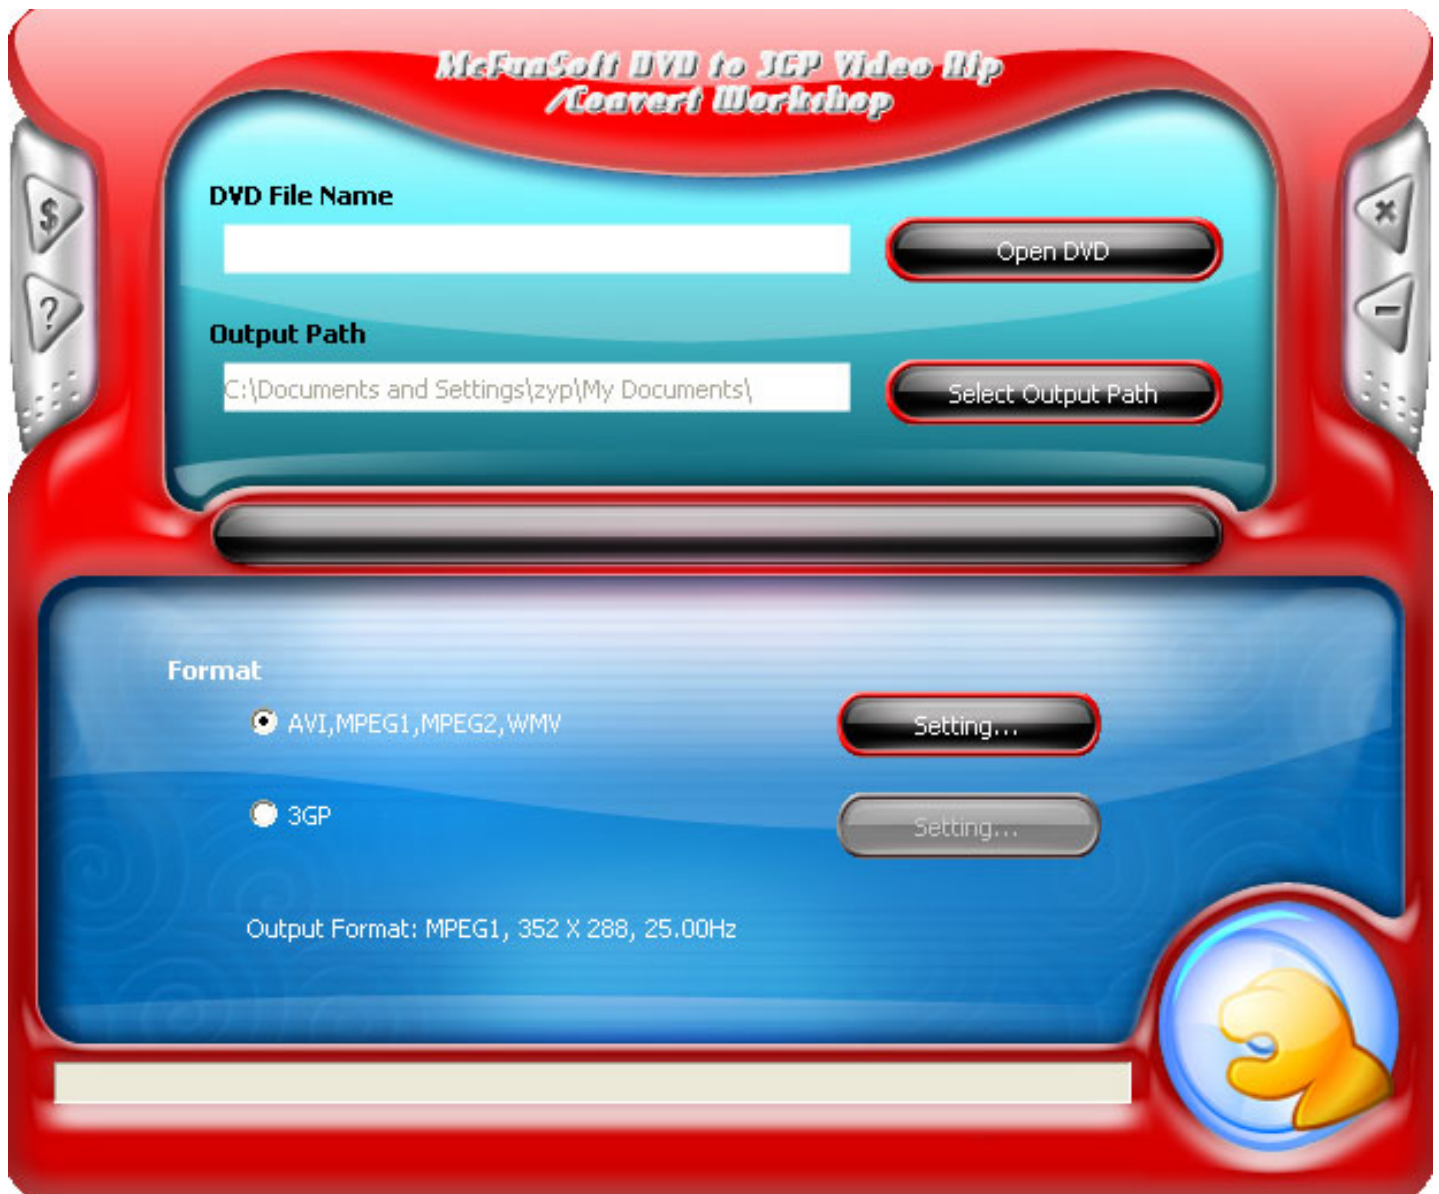 McFunSoft DVD to 3GP Video Rip
/Convert Workshop
DVD File Name
Open DVD
Output Path
C:\Documents and Settings\zyp\My Documents\
Select Output Path
$
?
Format
AVI,MPEG1,MPEG2,WMV
Setting...
3GP
Setting...
Output Format: MPEG1, 352 X 288, 25.00Hz